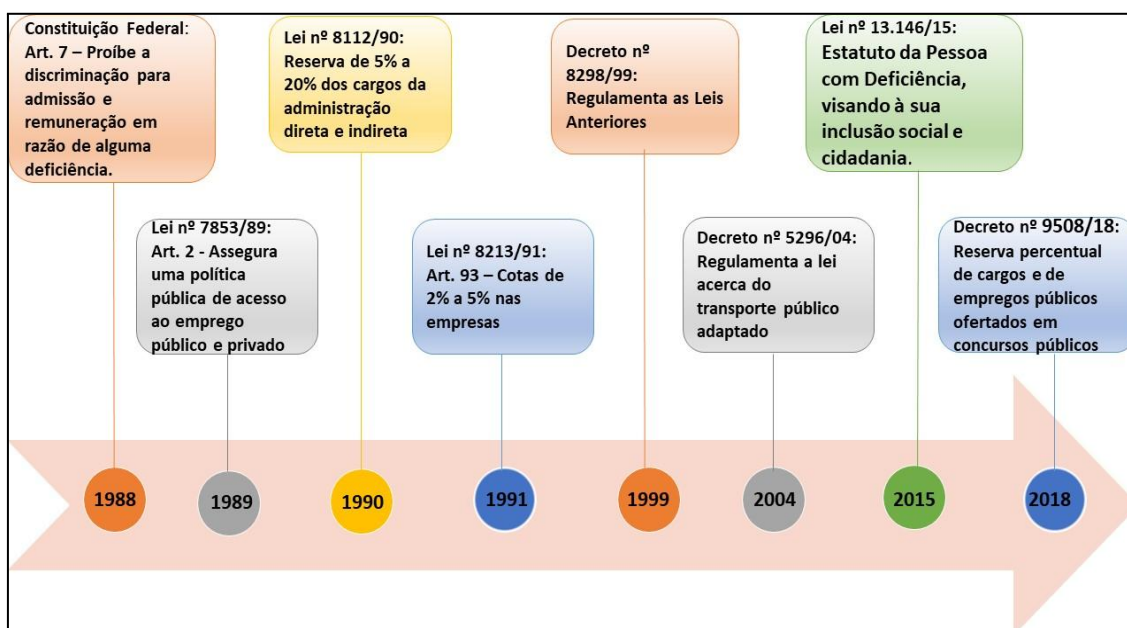 Constituição Federal:
Art. 7 – Proíbe a
discriminação para
admissão e
remuneração em
razão de alguma
deficiência.
Lei nº 7853/89:
Art. 2 - Assegura
uma política
pública de acesso
ao emprego
público e privado
Lei nº 8112/90:
Reserva de 5% a
20% dos cargos da
administração
direta e indireta
Lei nº 8213/91:
Art. 93 – Cotas de
2% a 5% nas
empresas
Decreto nº
8298/99:
Regulamenta as Leis
Anteriores
Decreto nº 5296/04:
Regulamenta a lei
acerca do
transporte público
adaptado
Lei nº 13.146/15:
Estatuto da Pessoa
com Deficiência,
visando à sua
inclusão social e
cidadania.
Decreto nº 9508/18:
Reserva percentual
de cargos e de
empregos públicos
ofertados em
concursos públicos
1988
1989
1990
1991
1999
2004
2015
2018